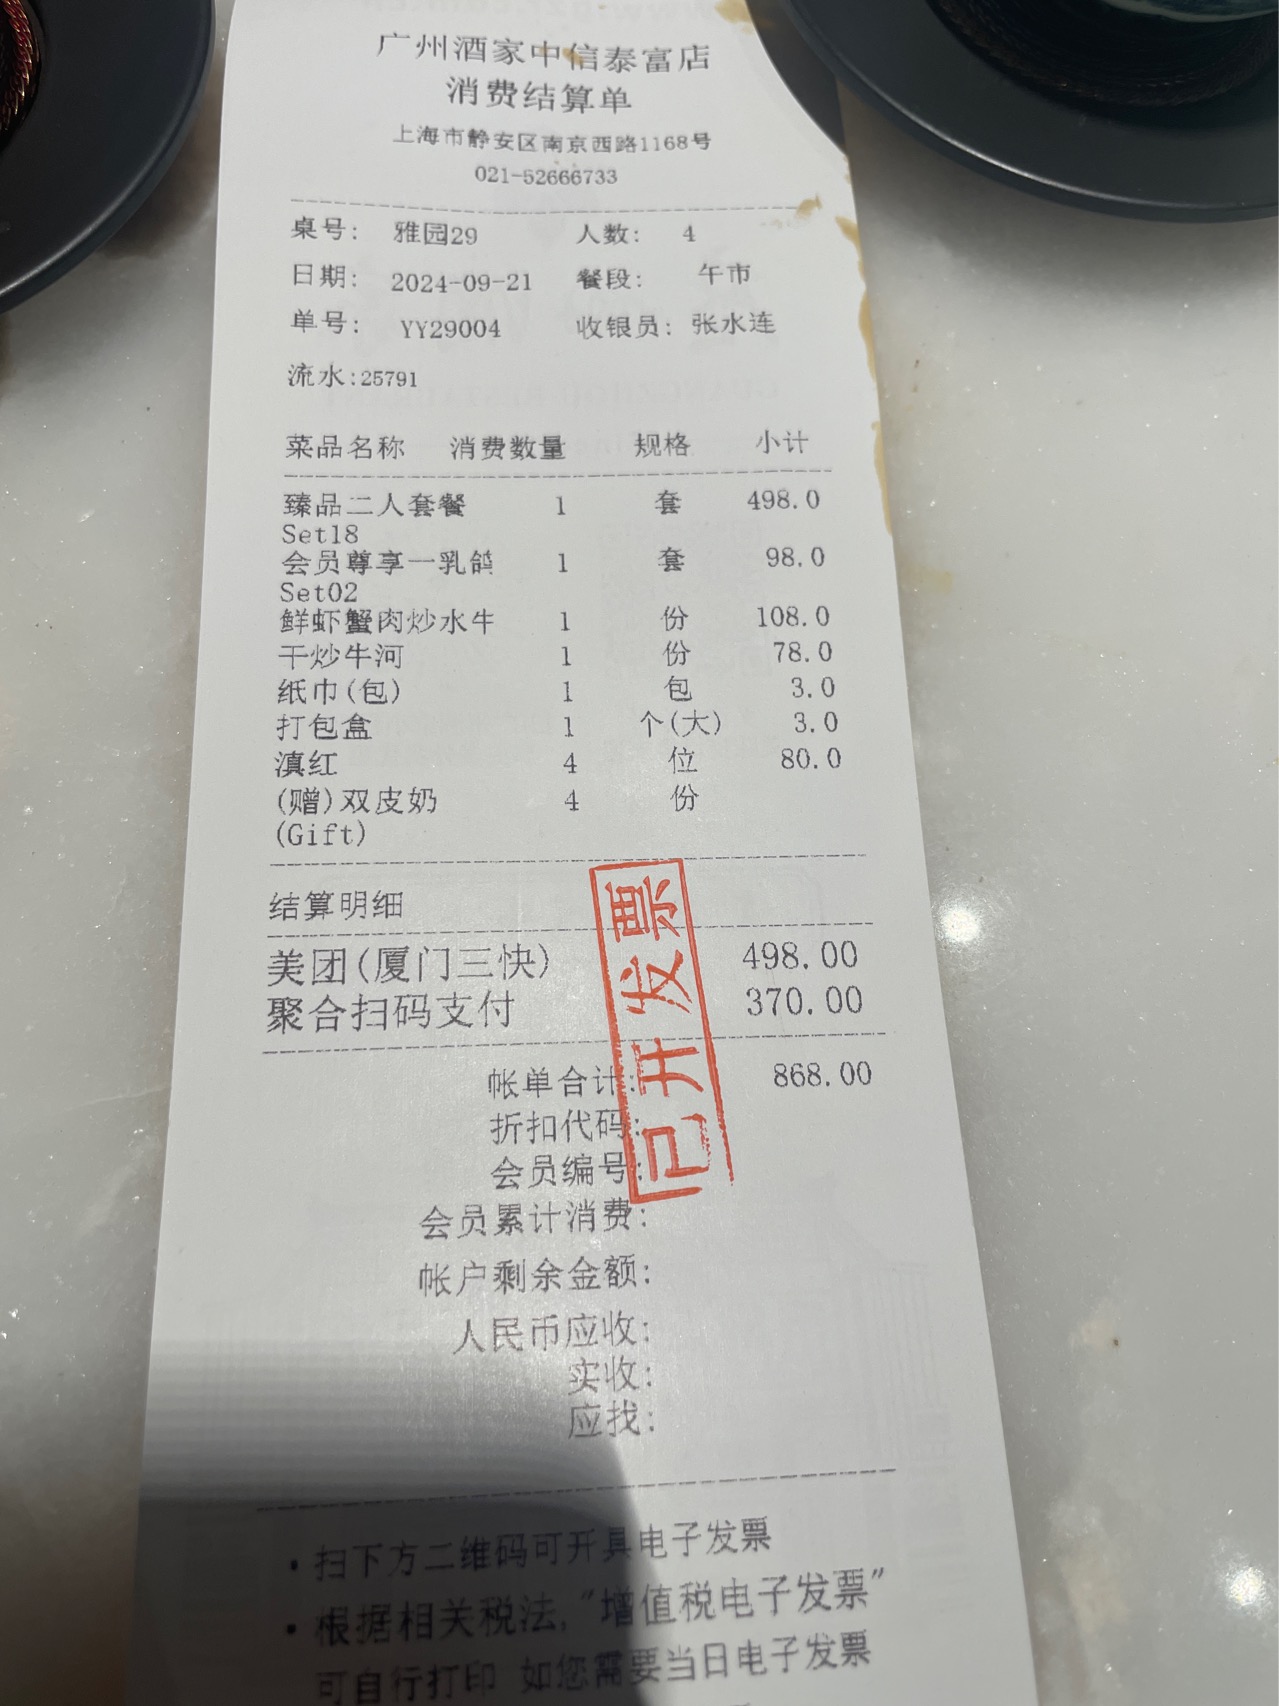 广州酒家中信泰富店
消费结算单
上海市静安区南京西路1168号
021-52666733
桌号: 雅园29 人数: 4
日期: 2024-09-21 餐段: 午市
单号: YY29004 收银员: 张水连
流水:25791
菜品名称 消费数量 规格 小计
臻品二人套餐 1 套 498.0
Set18
会员尊享一乳鸽 1 套 98.0
Set02
鲜虾蟹肉炒水牛 1 份 108.0
干炒牛河 1 份 78.0
纸巾(包) 1 包 3.0
打包盒 1 个(大) 3.0
滇红 4 位 80.0
(赠)双皮奶 4 份
(Gift)
结算明细
美团(厦门三快) 498.00
聚合扫码支付 370.00
已开发票
帐单合计: 868.00
折扣代码:
会员编号:
会员累计消费:
帐户剩余金额:
人民币应收:
实收:
应找:
·扫下方二维码可开具电子发票
·根据相关税法,"增值税电子发票"
可自行打印 如您需要当日电子发票